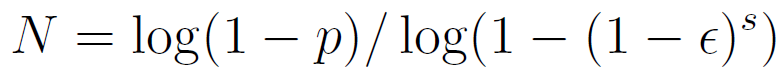 N = log(1 − p)/ log(1 − (1 − ϵ)^s)